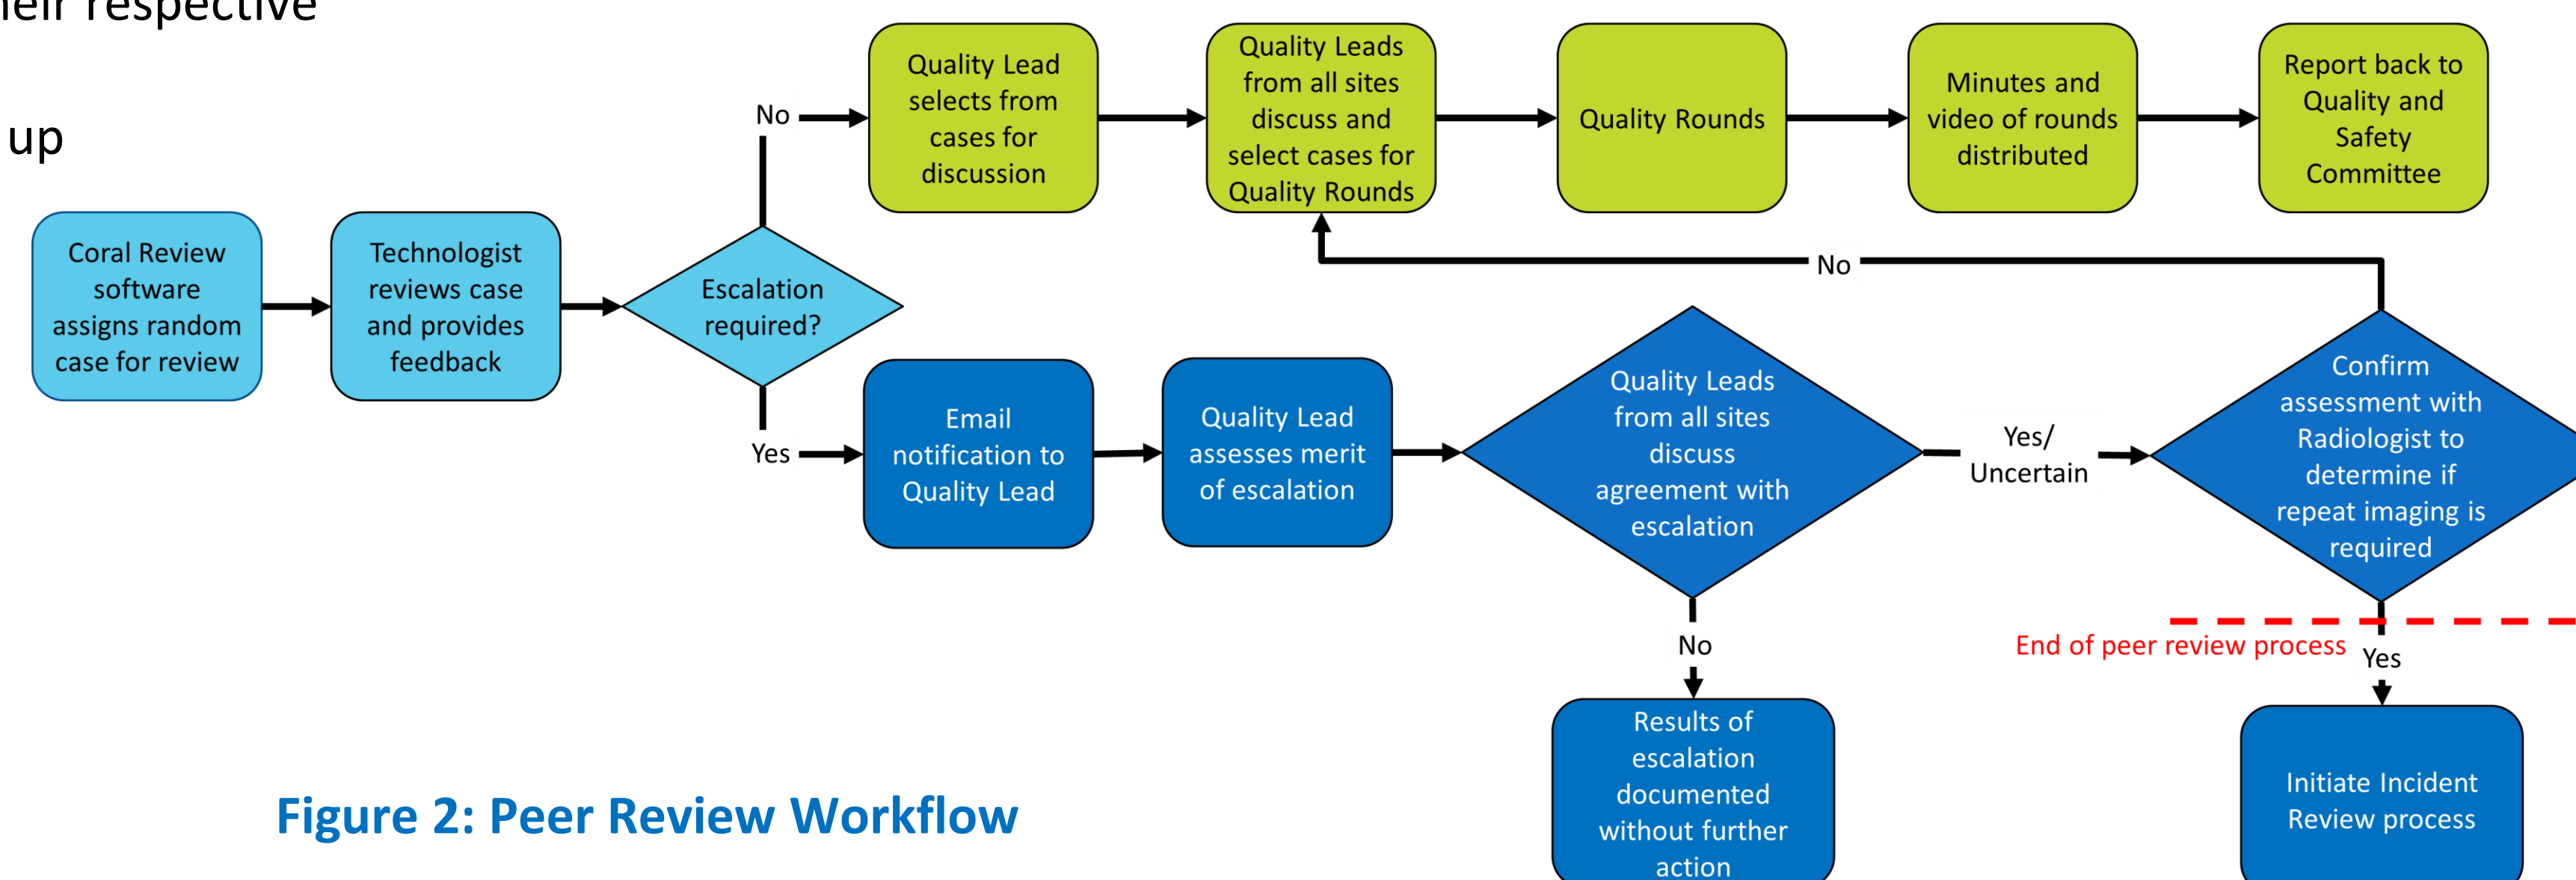 their respective
up
Coral Review
software
assigns random
case for review
Technologist
reviews case
and provides
feedback
Escalation
required?
No
Quality Lead
selects from
cases for
discussion
Quality Leads
from all sites
discuss and
select cases for
Quality Rounds
Quality Rounds
Minutes and
video of rounds
distributed
Report back to
Quality and
Safety
Committee
Yes
Email
notification to
Quality Lead
Quality Lead
assesses merit
of escalation
Quality Leads
from all sites
discuss
agreement with
escalation
Yes/
Uncertain
Confirm
assessment with
Radiologist to
determine if
repeat imaging is
required
No
No
Results of
escalation
documented
without further
action
End of peer review process
Yes
Initiate Incident
Review process
Figure 2: Peer Review Workflow